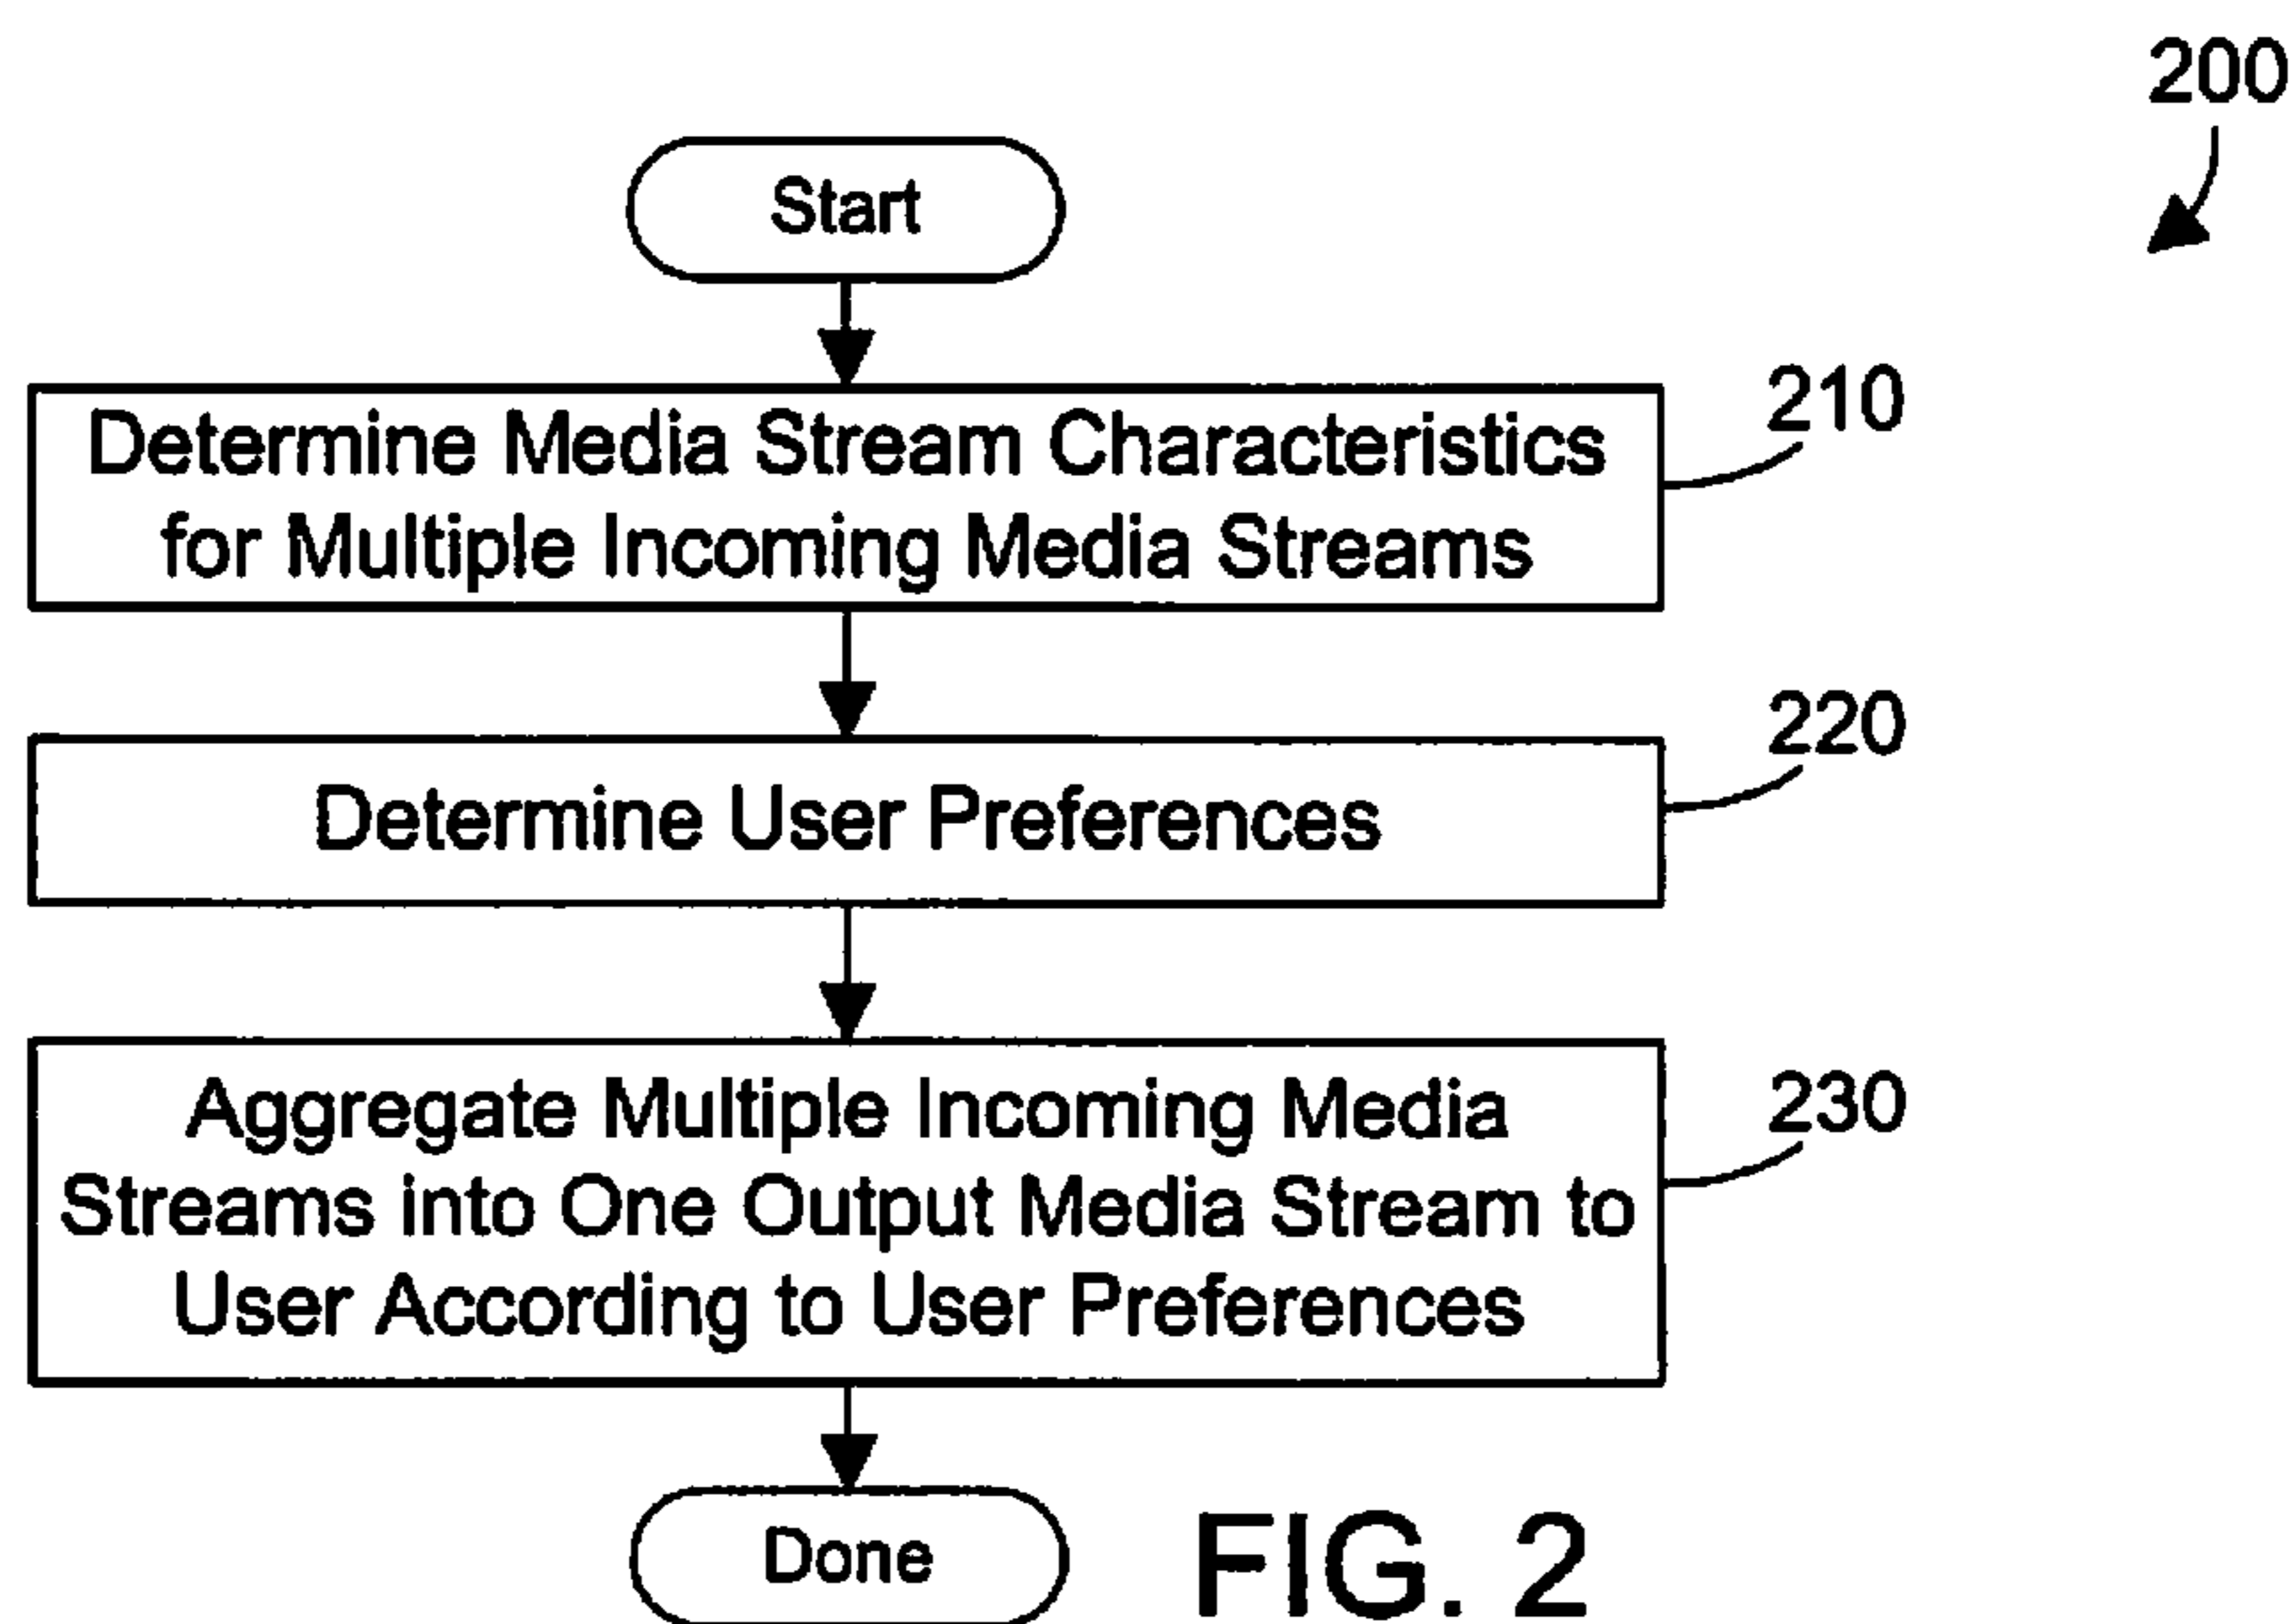 200
Start
Determine Media Stream Characteristics
for Multiple Incoming Media Streams
210
Determine User Preferences
220
Aggregate Multiple Incoming Media
Streams into One Output Media Stream to
User According to User Preferences
230
Done
FIG. 2